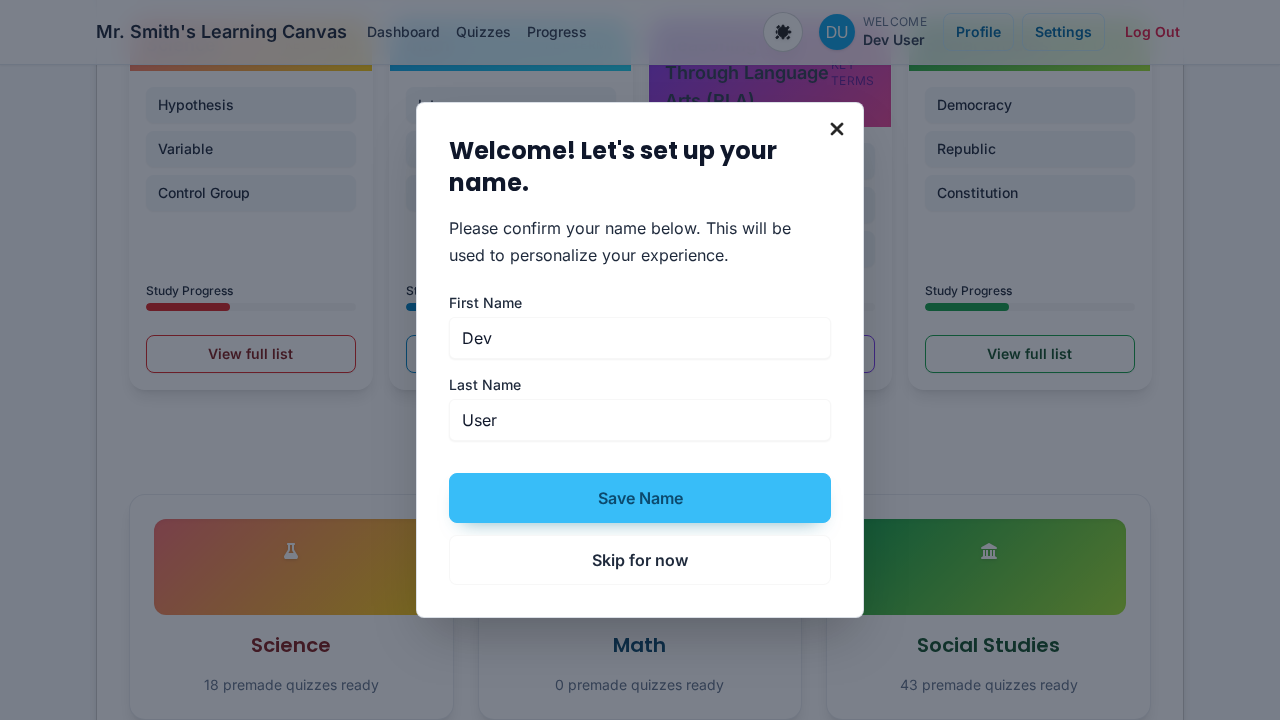 Mr. Smith's Learning Canvas
Dashboard
Quizzes
Progress
DU
WELCOME
Dev User
Profile
Settings
Log Out
Through Language
Arts (RLA)
TERMS
Hypothesis
Variable
Control Group
Study Progress
View full list
Democracy
Republic
Constitution
Study Progress
View full list
Welcome! Let's set up your
name.
Please confirm your name below. This will be
used to personalize your experience.
First Name
Dev
Last Name
User
Save Name
Skip for now
Science
18 premade quizzes ready
Math
0 premade quizzes ready
Social Studies
43 premade quizzes ready